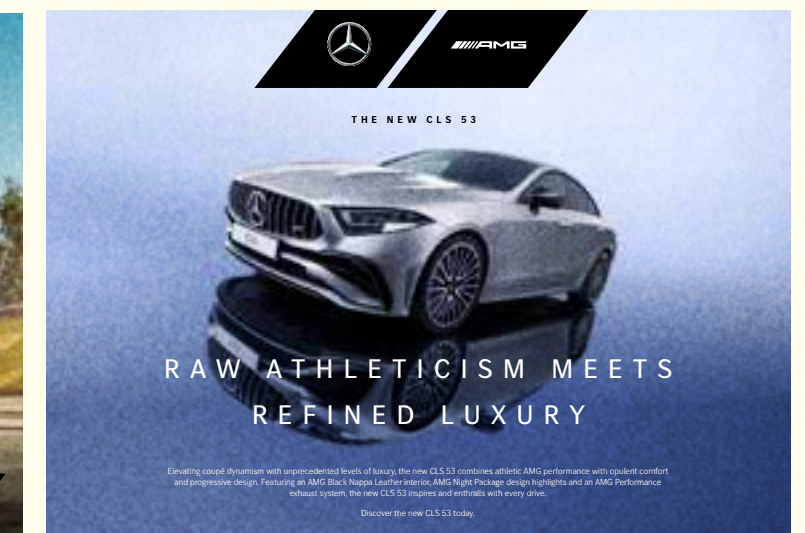 AMG
THE NEW CLS 53
RAW ATHLETICISM MEETS
REFINED LUXURY
Elevating coupé dynamism with unprecedented levels of luxury, the new CLS 53 combines athletic AMG performance with opulent comfort
and progressive design. Featuring an AMG Black Nappa Leather interior, AMG Night Package design highlights and an AMG Performance
exhaust system, the new CLS 53 inspires and enthralls with every drive.
Discover the new CLS 53 today.